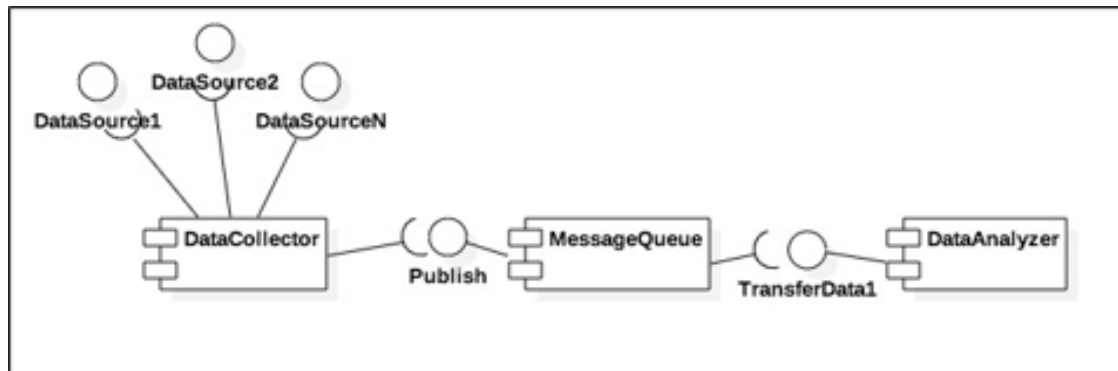 DataSource2
DataSource1
DataSourceN
DataCollector
MessageQueue
DataAnalyzer
Publish
TransferData1